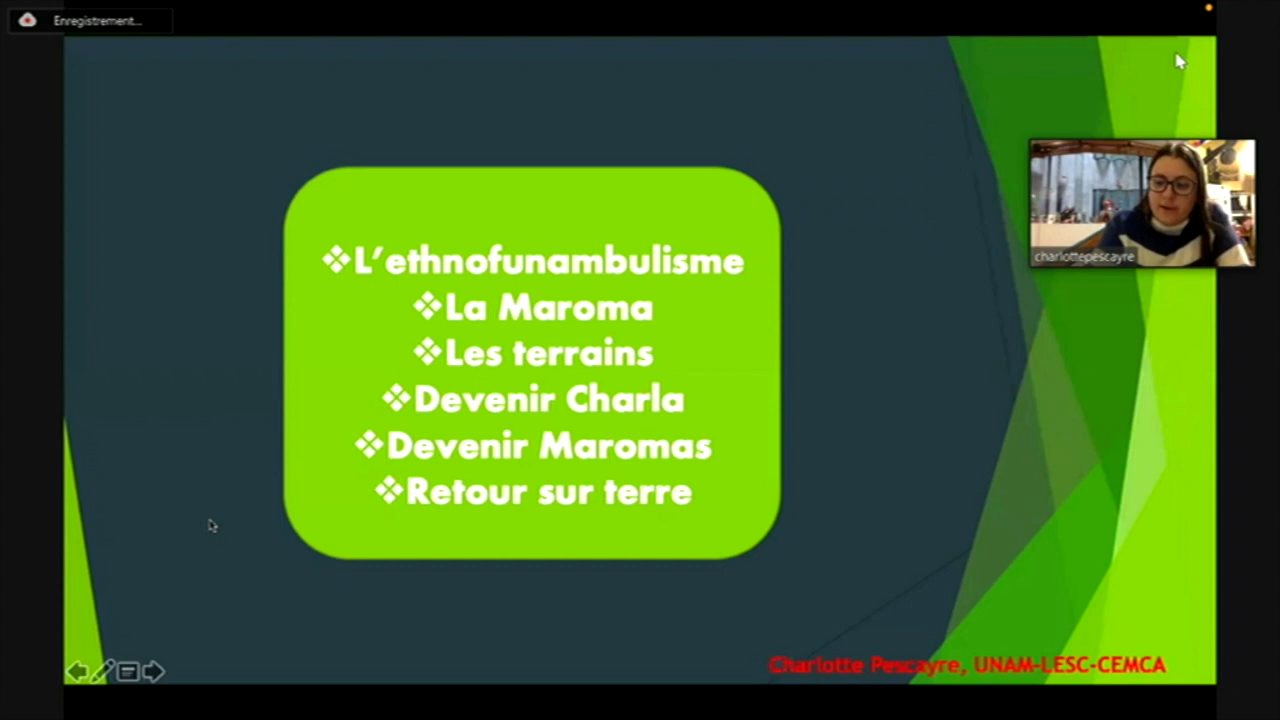 Enregistrement...
❖L'ethnofunambulisme
❖La Maroma
❖Les terrains
❖Devenir Charla
❖Devenir Maromas
❖Retour sur terre
charlottepescayre
Charlotte Pescayre, UNAM-LESC-CEMCA